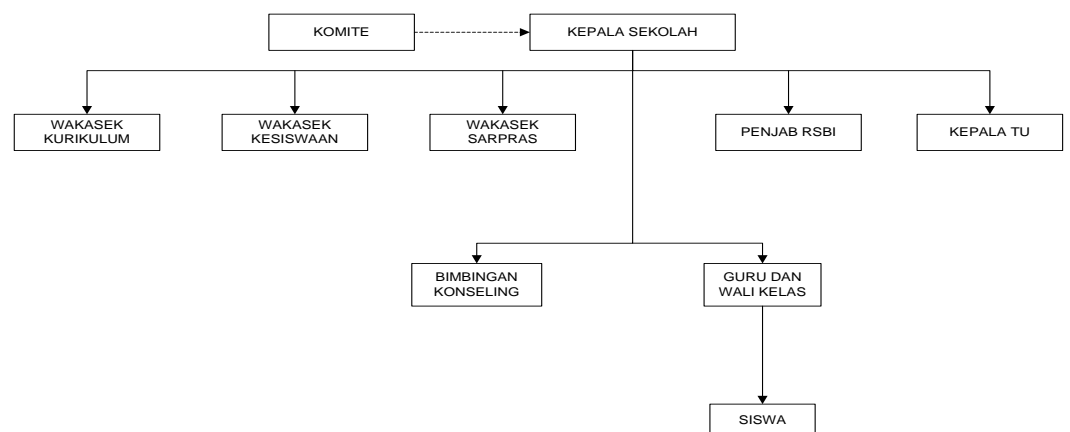 KOMITE
KEPALA SEKOLAH
WAKASEK
KURIKULUM
WAKASEK
KESISWAAN
WAKASEK
SARPRAS
PENJAB RSBI
KEPALA TU
BIMBINGAN
KONSELING
GURU DAN
WALI KELAS
SISWA